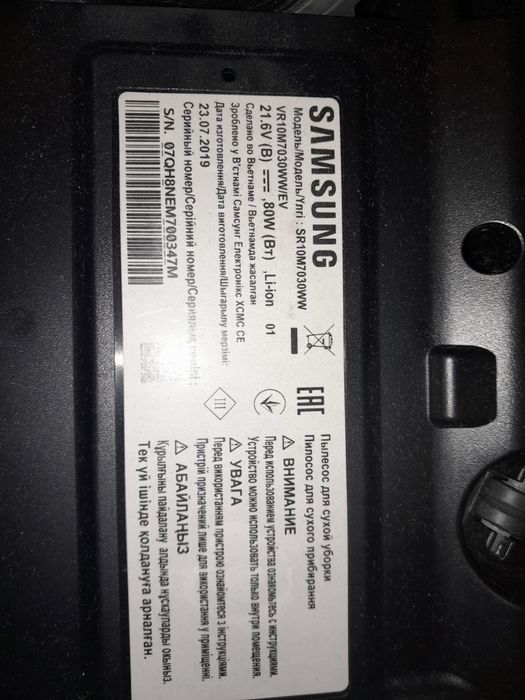 SAMSUNG
Модель/Модель/Үлгі : SR10M7030WW
VR10M7030WW/EV
21.6V (В) ⎓ ,80W (Вт) ,Li-ion 01
Сделано во Вьетнаме / Вьетнамда жасалған
Зроблено у В'єтнамі Самсунг Електронікс ХСМС СЕ
Дата изготовления/Дата виготовлення/Шығарылу мерзімі:
23.07.2019
Серийный номер/Серійний номер/Сериялық нөмірі :
S/N. 07QH8NEM700347M
EAC
III
Пылесос для сухой уборки
Пилосос для сухого прибирання
⚠ ВНИМАНИЕ
Перед использованием устройства ознакомьтесь с инструкциями.
Устройство можно использовать только внутри помещения.
⚠ УВАГА
Перед використанням пристрою ознайомтеся з інструкціями.
Пристрій призначений лише для використання у приміщенні.
⚠ АБАЙЛАҢЫЗ
Құрылғыны пайдалану алдында нұсқауларды оқыңыз.
Тек үй ішінде қолдануға арналған.